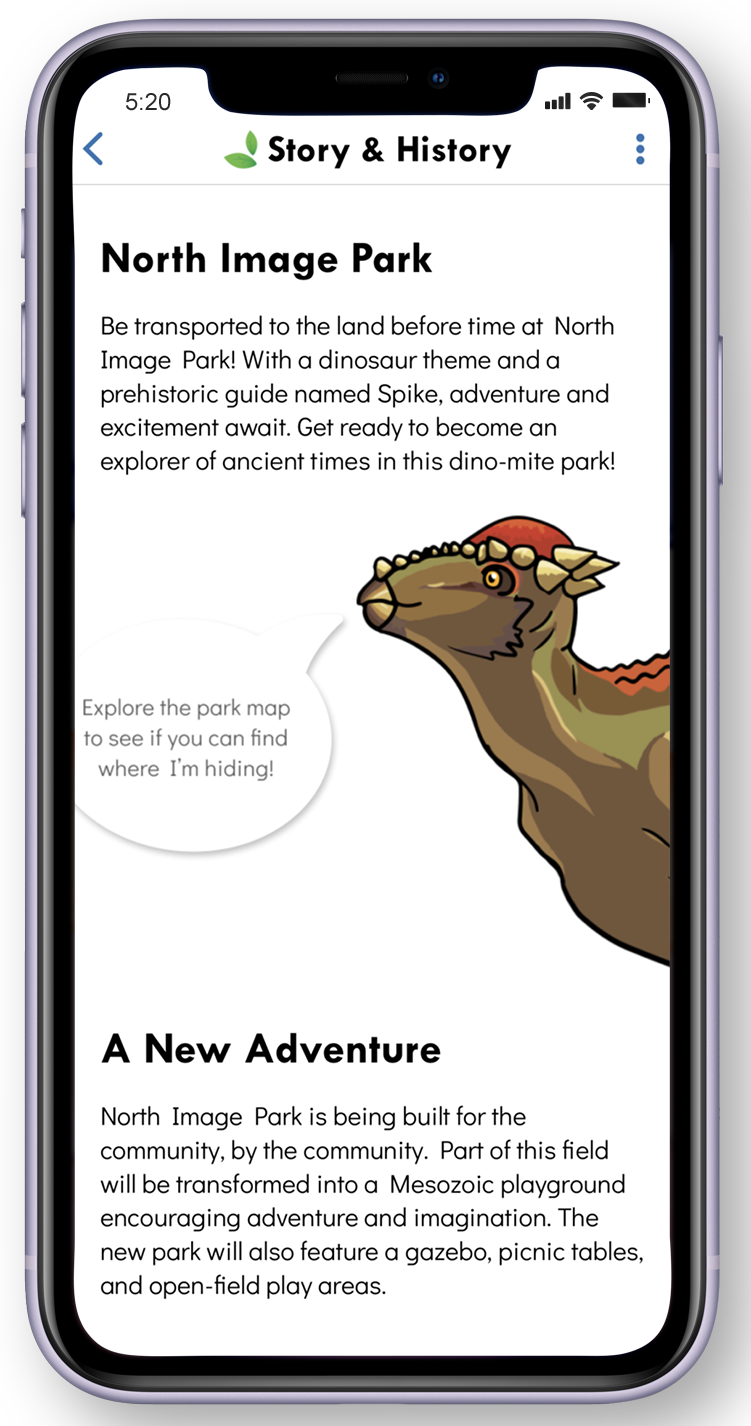 5:20
Story & History
North Image Park
Be transported to the land before time at North
Image Park! With a dinosaur theme and a
prehistoric guide named Spike, adventure and
excitement await. Get ready to become an
explorer of ancient times in this dino-mite park!
Explore the park map
to see if you can find
where I'm hiding!
A New Adventure
North Image Park is being built for the
community, by the community. Part of this field
will be transformed into a Mesozoic playground
encouraging adventure and imagination. The
new park will also feature a gazebo, picnic tables,
and open-field play areas.